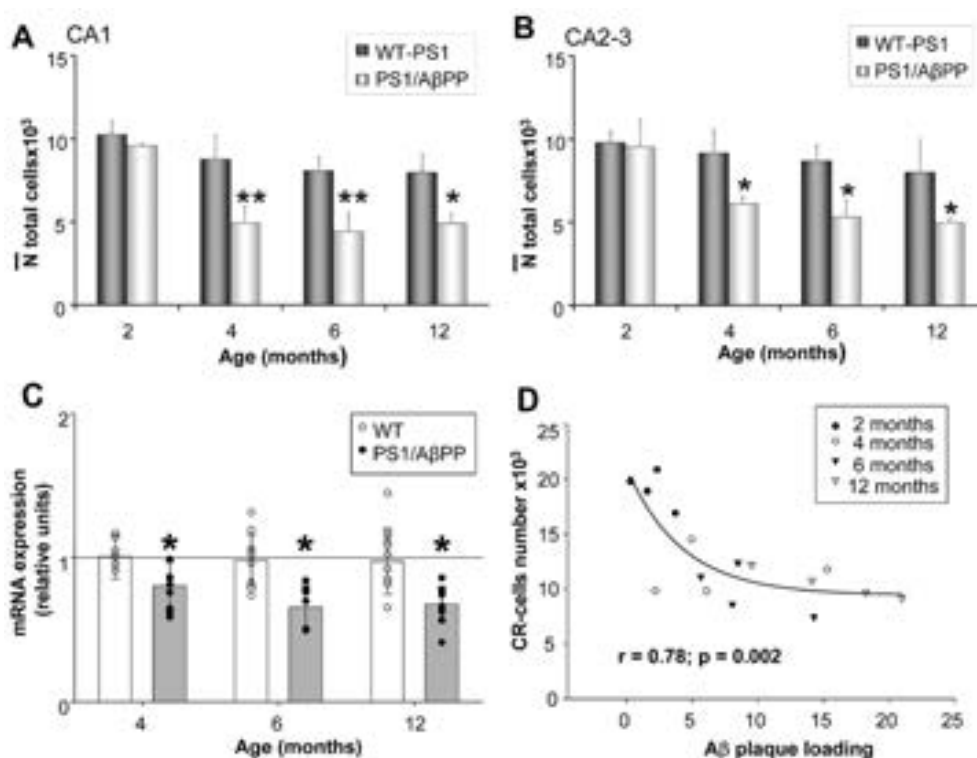 A
CA1
WT-PS1
PS1/AβPP
15
10
5
0
N̅ total cellsx10³
**
**
*
2
4
6
12
Age (months)
B
CA2-3
WT-PS1
PS1/AβPP
15
10
5
0
N̅ total cellsx10³
*
*
*
2
4
6
12
Age (months)
C
WT
PS1/AβPP
2
1
0
mRNA expression
(relative units)
*
*
*
4
6
12
Age (months)
D
2 months
4 months
6 months
12 months
25
20
15
10
5
CR-cells number x10³
r = 0.78; p = 0.002
0
5
10
15
20
25
Aβ plaque loading